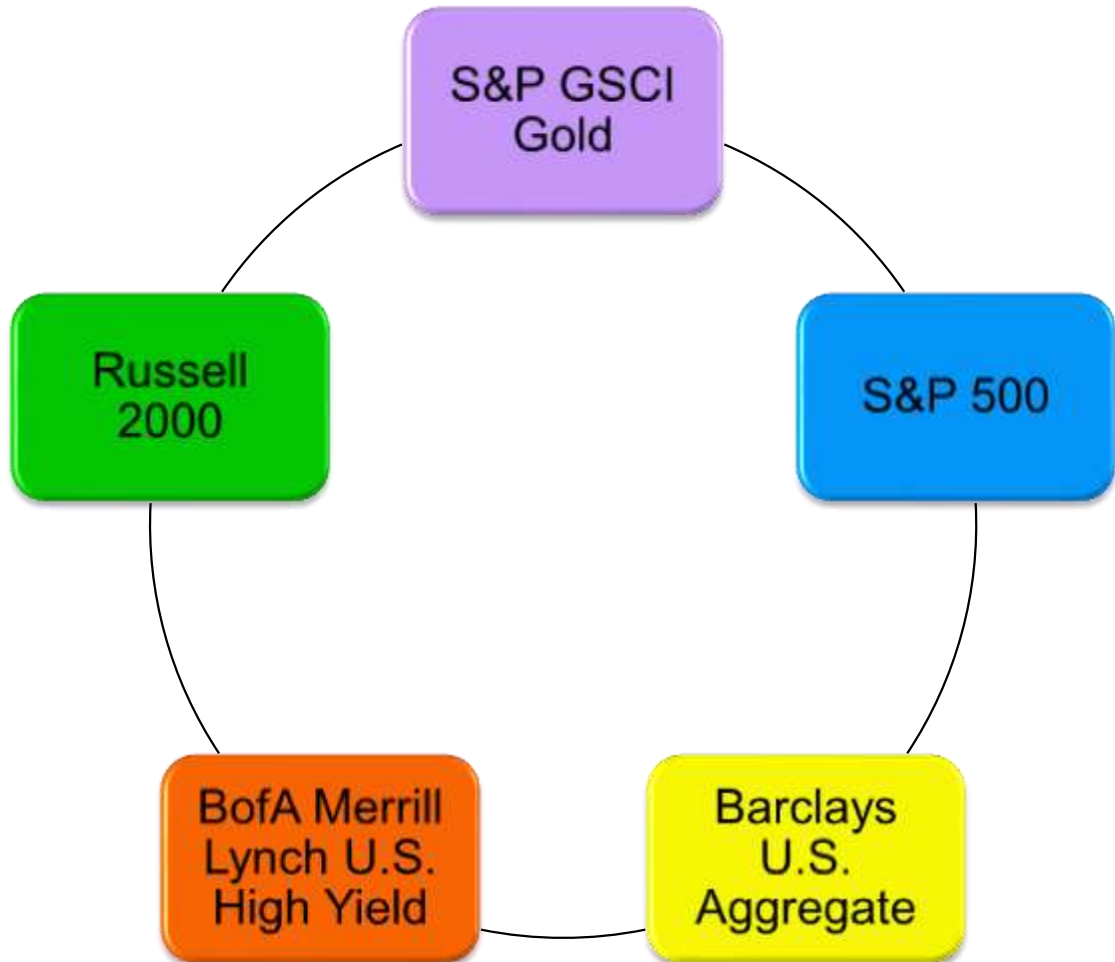 S&P GSCI
Gold
Russell
2000
S&P 500
BofA Merrill
Lynch U.S.
High Yield
Barclays
U.S.
Aggregate